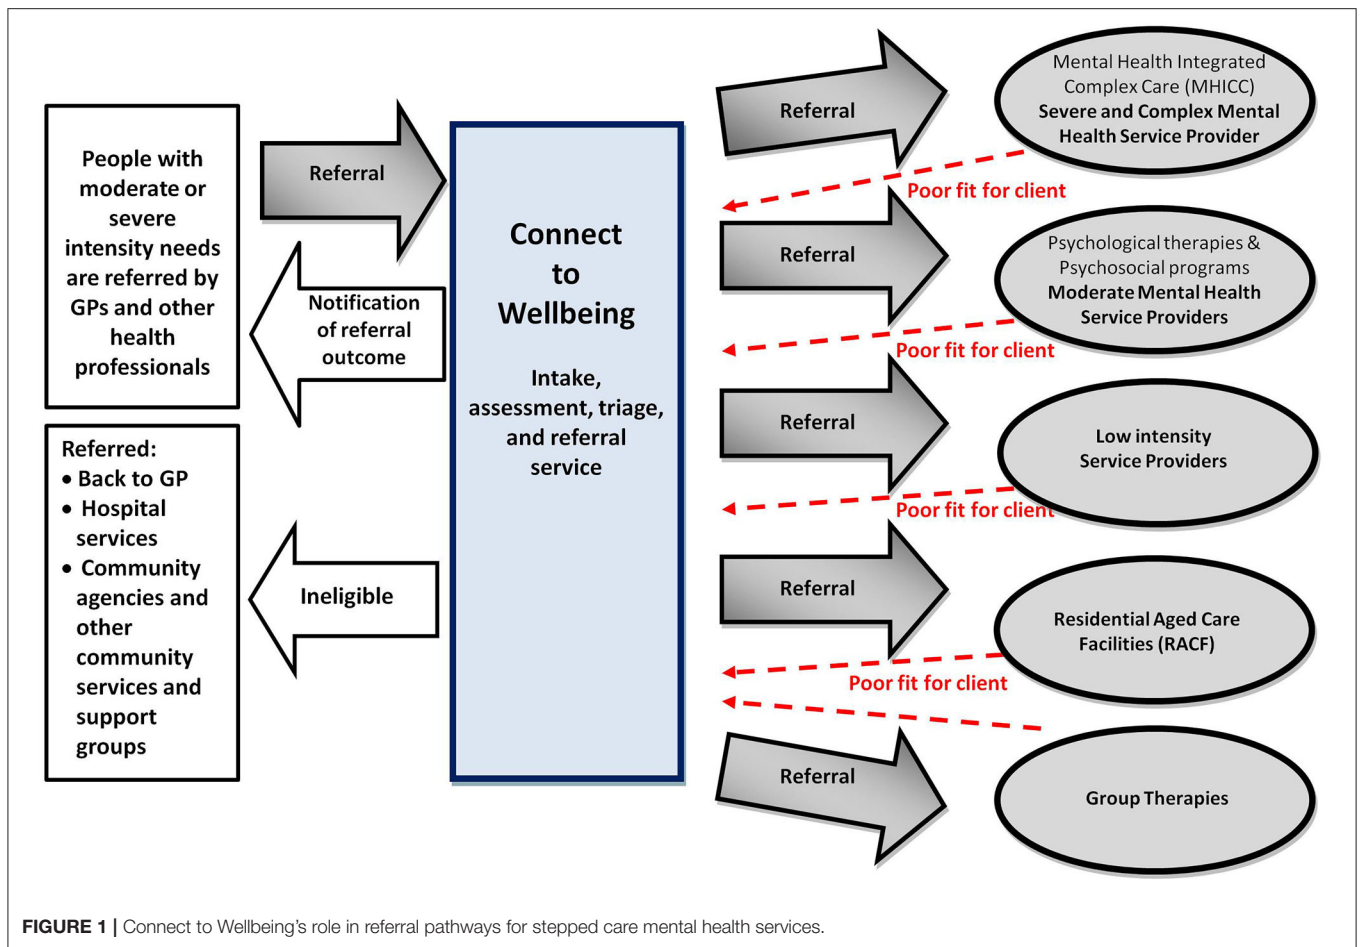 People with
moderate or
severe
intensity needs
are referred by
GPs and other
health
professionals
Referral
Notification
of referral
outcome
Referred:
• Back to GP
• Hospital
services
• Community
agencies and
other
community
services and
support
groups
Ineligible
Connect
to
Wellbeing
Intake,
assessment, triage,
and referral
service
Referral
Mental Health Integrated
Complex Care (MHICC)
Severe and Complex Mental
Health Service Provider
Poor fit for client
Referral
Psychological therapies &
Psychosocial programs
Moderate Mental Health
Service Providers
Poor fit for client
Referral
Low intensity
Service Providers
Poor fit for client
Referral
Residential Aged Care
Facilities (RACF)
Poor fit for client
Referral
Group Therapies
FIGURE 1 | Connect to Wellbeing's role in referral pathways for stepped care mental health services.